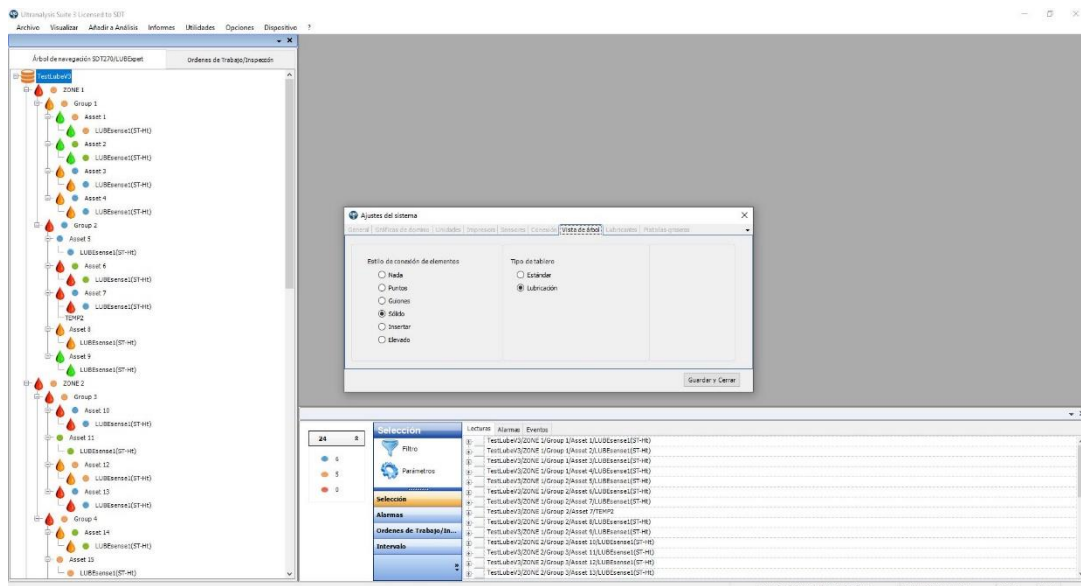 Ultranalysis Suite 3 Licensed to SDT
Archivo Visualizar Añadir a Análisis Informes Utilidades Opciones Dispositivo ?
Árbol de navegación SDT270/LUBExpert Ordenes de Trabajo/Inspección
TestLubeV3
ZONE 1
Group 1
Asset 1
LUBEsense1(ST-Ht)
Asset 2
LUBEsense1(ST-Ht)
Asset 3
LUBEsense1(ST-Ht)
Asset 4
LUBEsense1(ST-Ht)
Group 2
Asset 5
LUBEsense1(ST-Ht)
Asset 6
LUBEsense1(ST-Ht)
Asset 7
LUBEsense1(ST-Ht)
TEMP2
Asset 8
LUBEsense1(ST-Ht)
Asset 9
LUBEsense1(ST-Ht)
ZONE 2
Group 3
Asset 10
LUBEsense1(ST-Ht)
Asset 11
LUBEsense1(ST-Ht)
Asset 12
LUBEsense1(ST-Ht)
Asset 13
LUBEsense1(ST-Ht)
Group 4
Asset 14
LUBEsense1(ST-Ht)
Asset 15
LUBEsense1(ST-Ht)
Ajustes del sistema
General Gráficas de dominio Unidades Impresora Sensores Conexión Vista de árbol Lubricantes
Estilo de conexión de elementos
Nada
Puntos
Guiones
Sólido
Insertar
Elevado
Tipo de tablero
Estándar
Lubricación
Guardar y Cerrar
24
6
5
0
Selección
Filtro
Parámetros
Selección
Alarmas
Ordenes de Trabajo/In...
Intervalo
Lecturas Alarmas Eventos
TestLubeV3/ZONE 1/Group 1/Asset 1/LUBEsense1(ST-Ht)
TestLubeV3/ZONE 1/Group 1/Asset 2/LUBEsense1(ST-Ht)
TestLubeV3/ZONE 1/Group 1/Asset 3/LUBEsense1(ST-Ht)
TestLubeV3/ZONE 1/Group 1/Asset 4/LUBEsense1(ST-Ht)
TestLubeV3/ZONE 1/Group 2/Asset 5/LUBEsense1(ST-Ht)
TestLubeV3/ZONE 1/Group 2/Asset 6/LUBEsense1(ST-Ht)
TestLubeV3/ZONE 1/Group 2/Asset 7/LUBEsense1(ST-Ht)
TestLubeV3/ZONE 1/Group 2/Asset 7/TEMP2
TestLubeV3/ZONE 1/Group 2/Asset 8/LUBEsense1(ST-Ht)
TestLubeV3/ZONE 1/Group 2/Asset 9/LUBEsense1(ST-Ht)
TestLubeV3/ZONE 2/Group 3/Asset 10/LUBEsense1(ST-Ht)
TestLubeV3/ZONE 2/Group 3/Asset 11/LUBEsense1(ST-Ht)
TestLubeV3/ZONE 2/Group 3/Asset 12/LUBEsense1(ST-Ht)
TestLubeV3/ZONE 2/Group 3/Asset 13/LUBEsense1(ST-Ht)